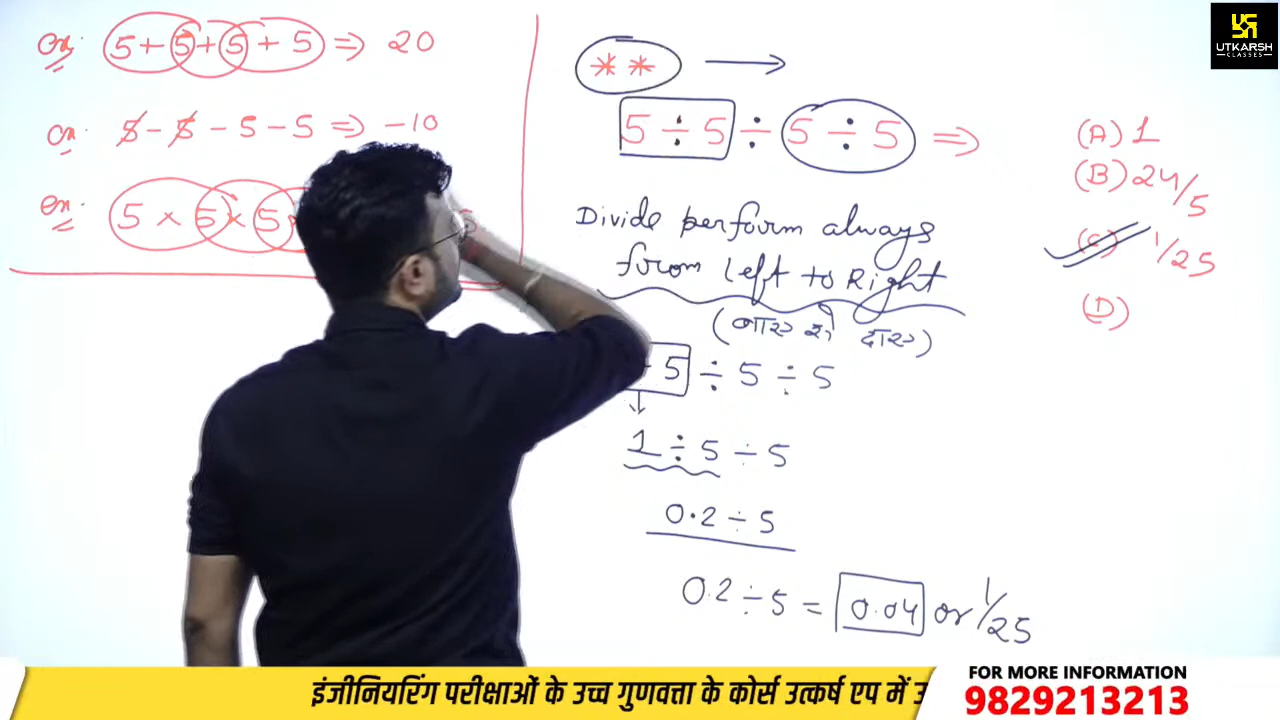 ex. 5 + 5 + 5 + 5 ⇒ 20
ex. 5 - 5 - 5 - 5 ⇒ -10
ex. 5 × 5 × 5
** →
5 ÷ 5 ÷ 5 ÷ 5 ⇒
(A) 1
(B) 24/5
(C) 1/25
(D)
Divide perform always
from Left to Right
(बाएं से दाएं)
5 ÷ 5 ÷ 5
1 ÷ 5 ÷ 5
0.2 ÷ 5
0.2 ÷ 5 = 0.04 or 1/25
UTKARSH
CLASSES
इंजीनियरिंग परीक्षाओं के उच्च गुणवत्ता के कोर्स उत्कर्ष एप में
FOR MORE INFORMATION
9829213213